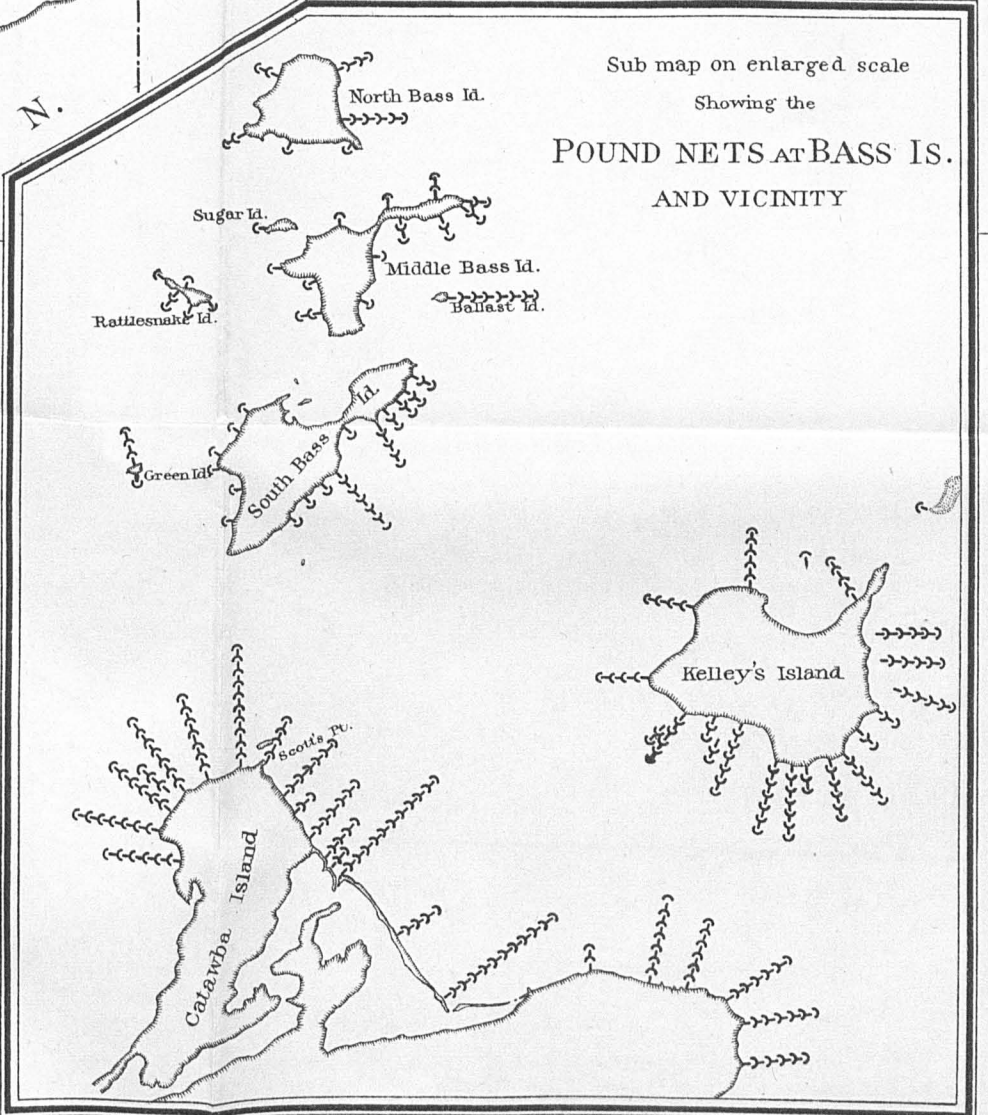 N.
Sub map on enlarged scale
Showing the
POUND NETS AT BASS IS.
AND VICINITY
North Bass Id.
Sugar Id.
Middle Bass Id.
Rattlesnake Id.
Ballast Id.
South Bass Id.
Green Id.
Kelley's Island
Scott's Pt.
Catawba Island